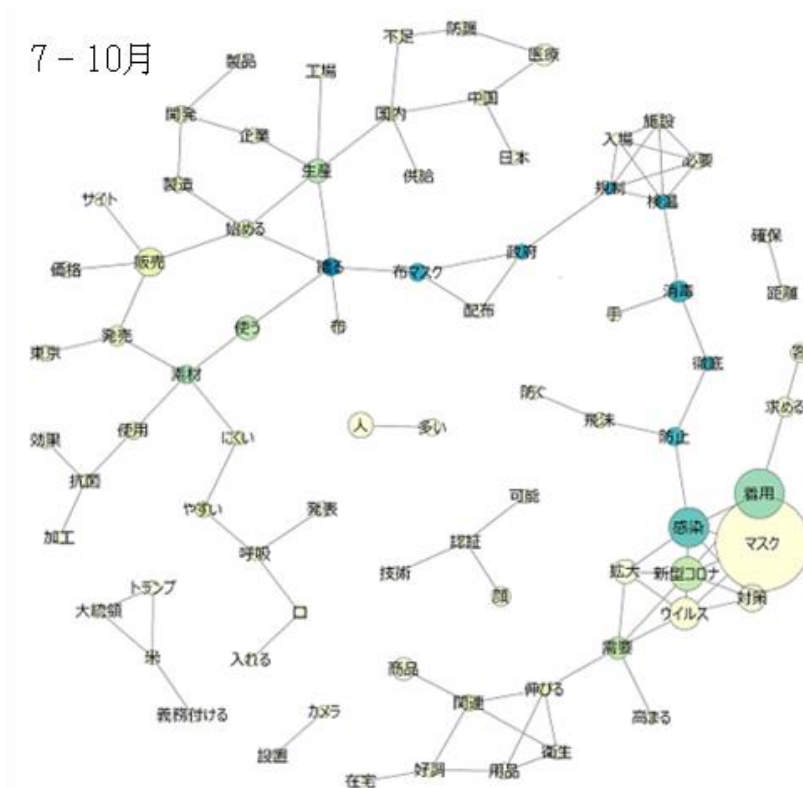 7-10月
不足
防護
医療
製品
工場
開発
企業
国内
中国
日本
生産
供給
製造
施設
入場
必要
規制
検温
サイト
始める
政府
確保
販売
価格
布マスク
消毒
距離
配布
手
使う
布
東京
発売
徹底
素材
防ぐ
求める
飛沫
効果
使用
にくい
人
多い
防止
抗菌
着用
やすい
発表
可能
感染
マスク
加工
呼吸
認証
拡大
新型コロナ
技術
対策
トランプ
顔
ウイルス
大統領
口
需要
米
入れる
商品
伸びる
義務付ける
カメラ
関連
高まる
設置
衛生
在宅
好調
用品